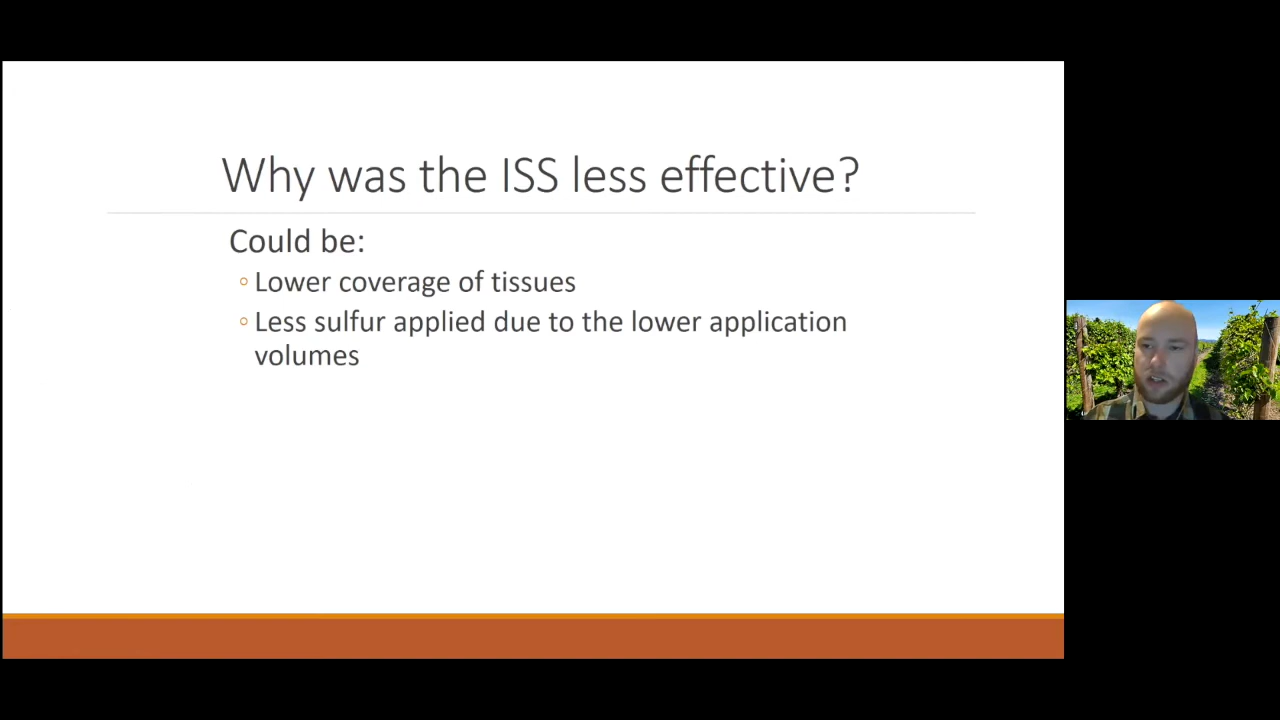 Why was the ISS less effective?
Could be:
◦Lower coverage of tissues
◦Less sulfur applied due to the lower application
volumes